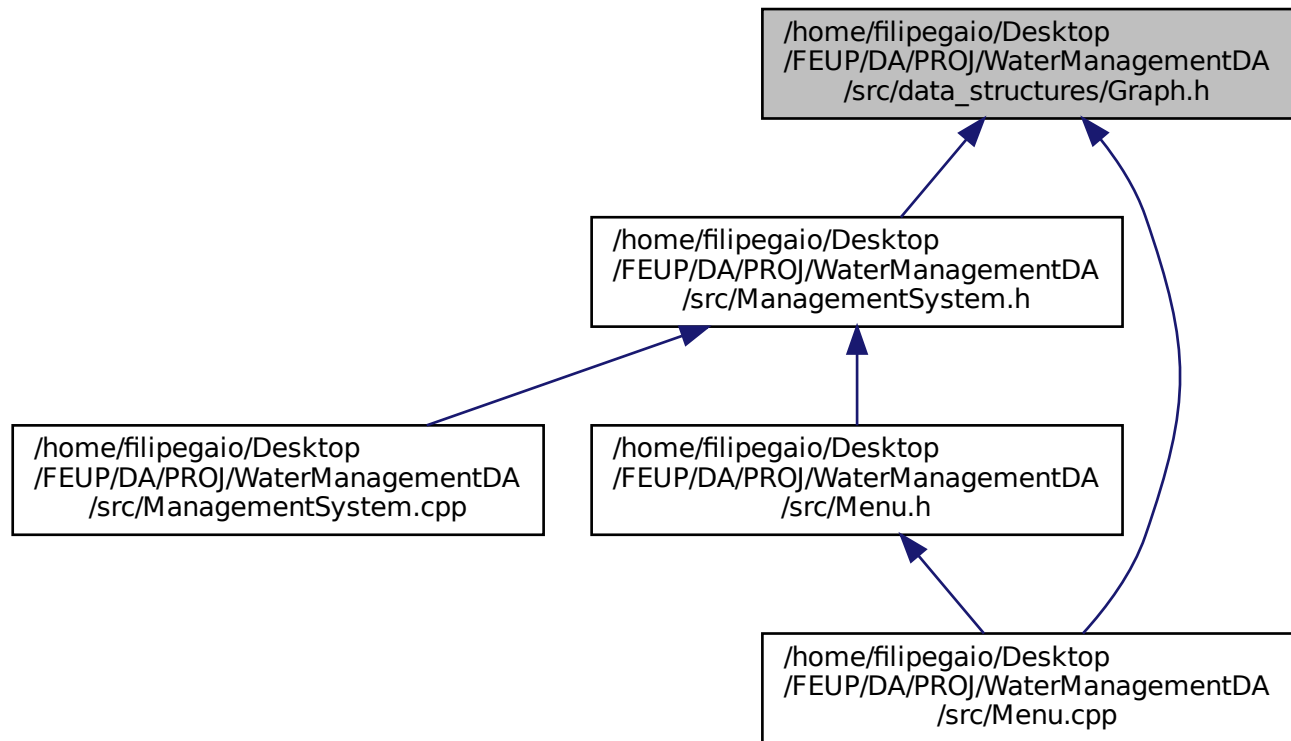 /home/filipegaio/Desktop
/FEUP/DA/PROJ/WaterManagementDA
/src/data_structures/Graph.h
/home/filipegaio/Desktop
/FEUP/DA/PROJ/WaterManagementDA
/src/ManagementSystem.h
/home/filipegaio/Desktop
/FEUP/DA/PROJ/WaterManagementDA
/src/ManagementSystem.cpp
/home/filipegaio/Desktop
/FEUP/DA/PROJ/WaterManagementDA
/src/Menu.h
/home/filipegaio/Desktop
/FEUP/DA/PROJ/WaterManagementDA
/src/Menu.cpp